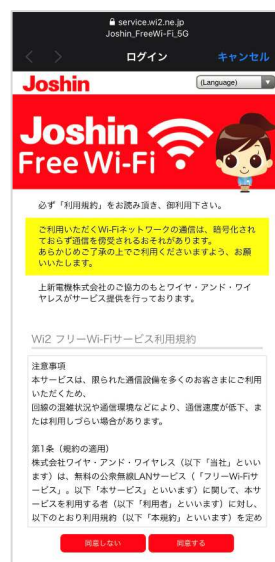 service.wi2.ne.jp
Joshin_FreeWi-Fi_5G
ログイン
キャンセル
Joshin
(Language)
Joshin
Free Wi-Fi
必ず「利用規約」をお読み頂き、御利用下さい。
ご利用いただくWi-Fiネットワークの通信は、暗号化され
ておらず通信を傍受されるおそれがあります。
あらかじめご了承の上でご利用くださいますよう、お願
いいたします。
上新電機株式会社のご協力のもとワイヤ・アンド・ワイ
ヤレスがサービス提供を行っております。
Wi2 フリーWi-Fiサービス利用規約
注意事項
本サービスは、限られた通信設備を多くのお客さまにご利用
いただくため、
回線の混雑状況や通信環境などにより、通信速度が低下、ま
たは利用しづらい場合があります。
第1条（規約の適用）
株式会社ワイヤ・アンド・ワイヤレス（以下「当社」といい
ます）は、無料の公衆無線LANサービス（「フリーWi-Fiサ
ービス」。以下「本サービス」といいます）に関して、本サ
ービスを利用する者（以下「利用者」といいます）に対し、
以下のとおり利用規約（以下「本規約」といいます）を定め
同意しない
同意する